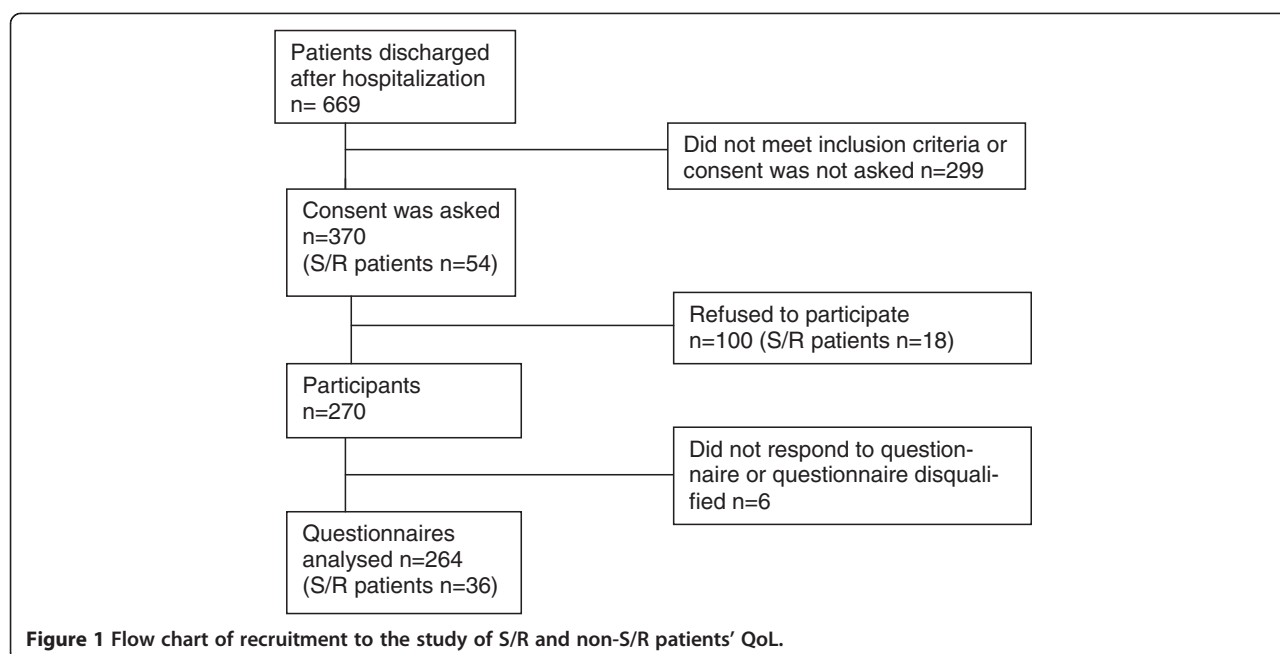 Patients discharged
after hospitalization
n= 669
Did not meet inclusion criteria or
consent was not asked n=299
Consent was asked
n=370
(S/R patients n=54)
Refused to participate
n=100 (S/R patients n=18)
Participants
n=270
Did not respond to question-
naire or questionnaire disquali-
fied n=6
Questionnaires
analysed n=264
(S/R patients n=36)
Figure 1 Flow chart of recruitment to the study of S/R and non-S/R patients’ QoL.